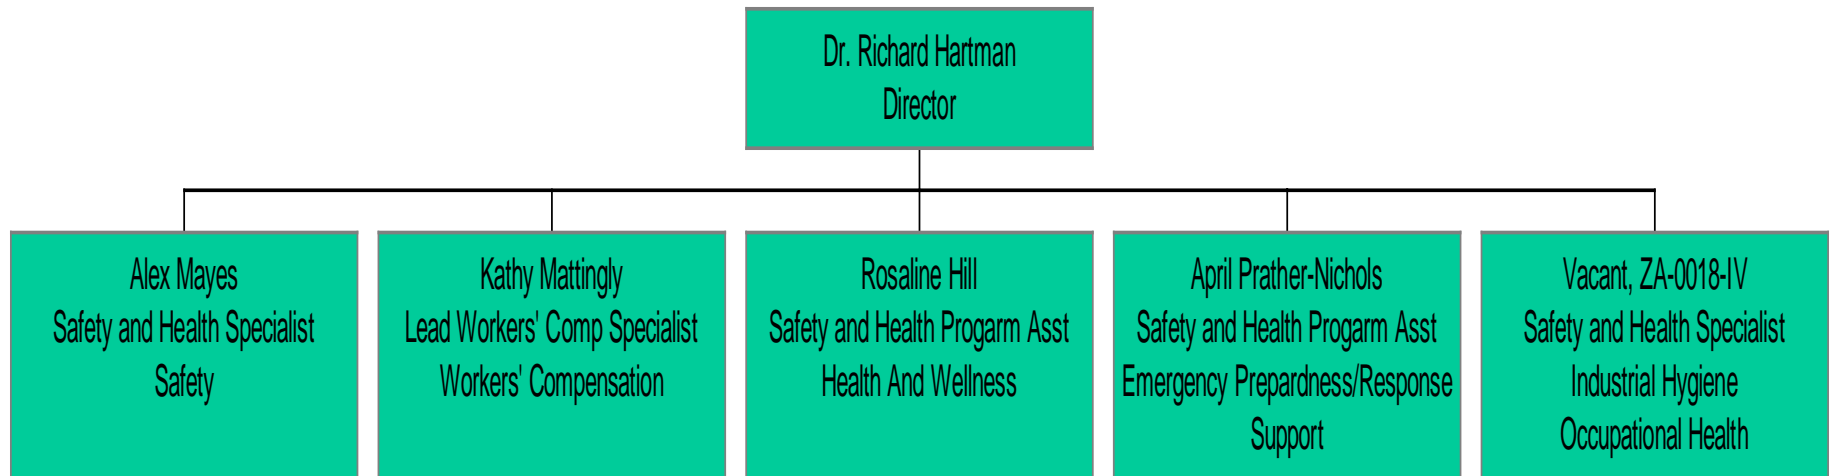 Dr. Richard Hartman
Director
Alex Mayes
Safety and Health Specialist
Safety
Kathy Mattingly
Lead Workers' Comp Specialist
Workers' Compensation
Rosaline Hill
Safety and Health Progarm Asst
Health And Wellness
April Prather-Nichols
Safety and Health Progarm Asst
Emergency Prepardness/Response
Support
Vacant, ZA-0018-IV
Safety and Health Specialist
Industrial Hygiene
Occupational Health